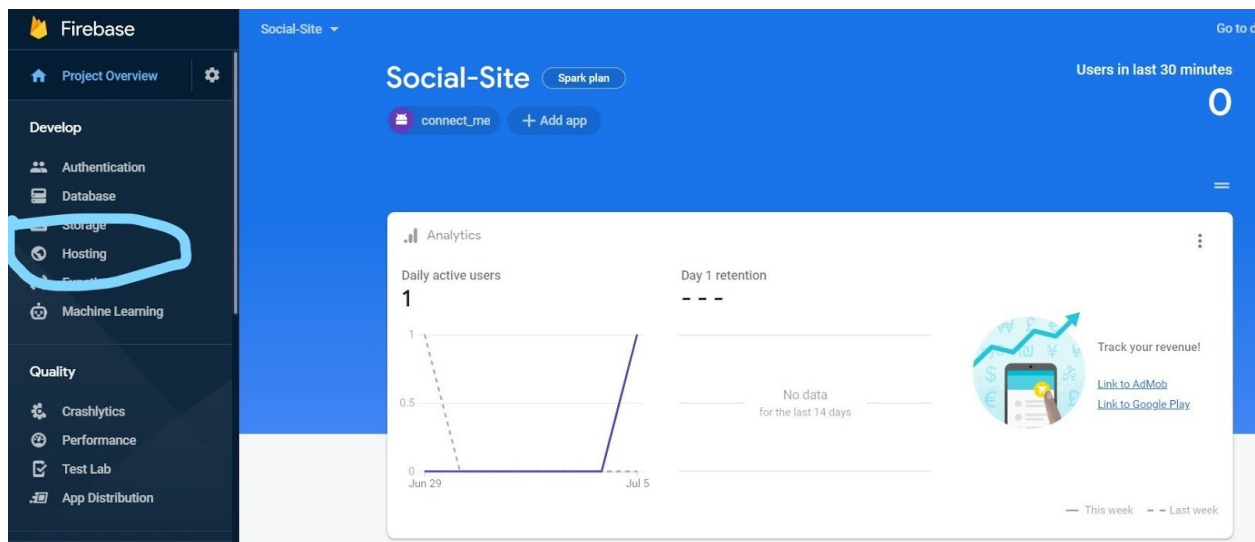 Firebase
Project Overview
Develop
Authentication
Database
Storage
Hosting
Machine Learning
Quality
Crashlytics
Performance
Test Lab
App Distribution
Social-Site
Go to
Social-Site Spark plan
connect_me + Add app
Users in last 30 minutes
0
Analytics
Daily active users
1
1
0.5
0
Jun 29 Jul 5
Day 1 retention
- - -
No data
for the last 14 days
Track your revenue!
Link to AdMob
Link to Google Play
This week Last week